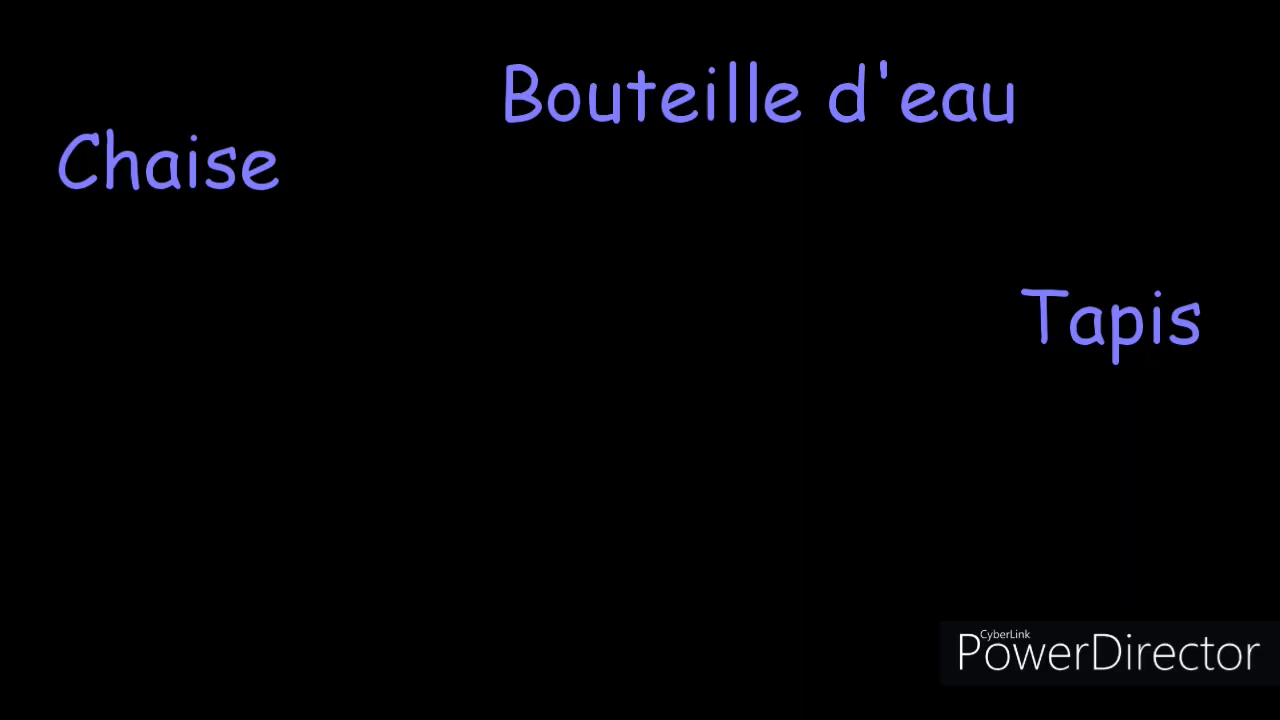 Bouteille d'eau
Chaise
Tapis
CyberLink
PowerDirector